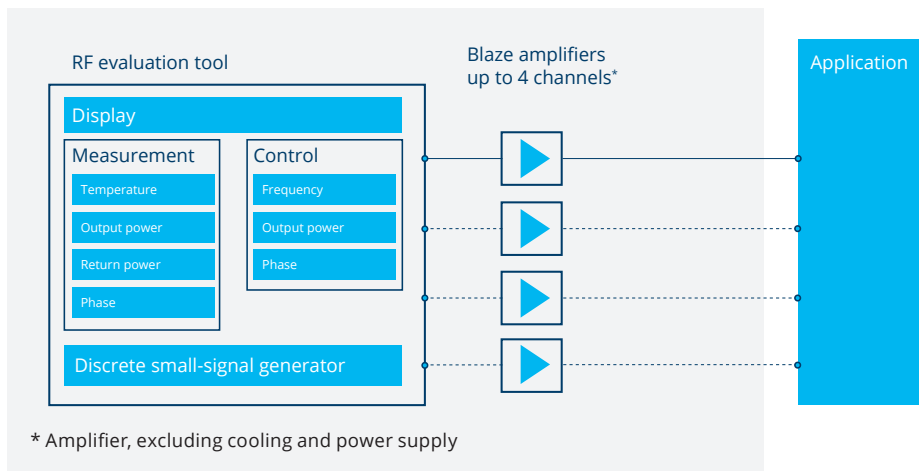 RF evaluation tool
Blaze amplifiers
up to 4 channels*
Application
Display
Measurement
Temperature
Output power
Return power
Phase
Control
Frequency
Output power
Phase
Discrete small-signal generator
* Amplifier, excluding cooling and power supply